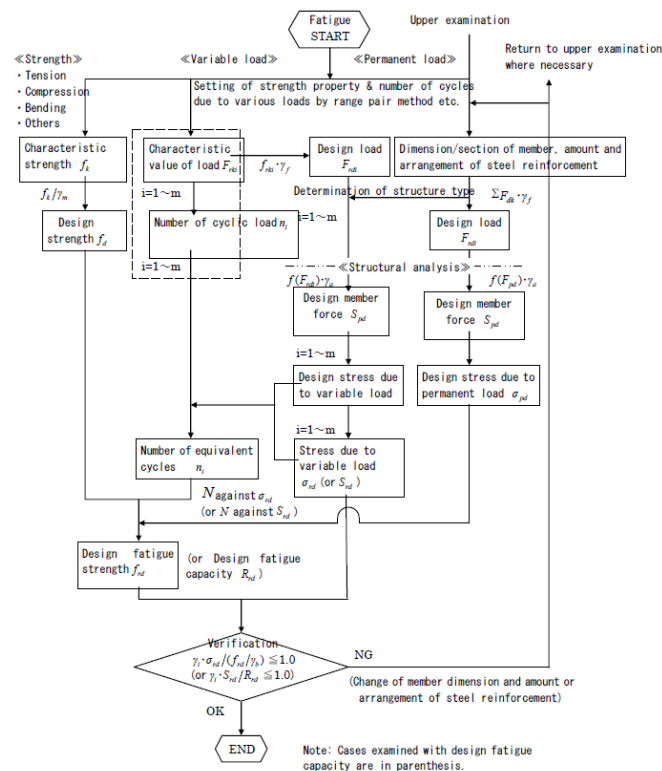 Fatigue
START
Upper examination
≪Strength≫
・Tension
・Compression
・Bending
・Others
≪Variable load≫
≪Permanent load≫
Return to upper examination
where necessary
Setting of strength property & number of cycles
due to various loads by range pair method etc.
Characteristic
strength fk
Characteristic
value of load Frki
frki·γf
Design load
Frdi
Dimension/section of member, amount and
arrangement of steel reinforcement
fk/γm
i=1～m
Determination of structure type
ΣFdk·γf
Design
strength fd
Number of cyclic load ni
i=1～m
Design load
Frdi
i=1～m
≪Structural analysis≫
f(Frdi)·γa
f(Fpd)·γa
Design member
force Spd
Design member
force Spd
i=1～m
Design stress due
to variable load
Design stress due to
permanent load σpd
i=1～m
Number of equivalent
cycles ni
Stress due to
variable load
σrd (or Srd)
N against σrd
(or N against Srd)
Design fatigue
strength frd
(or Design fatigue
capacity Rrd)
Verification
γi·σrd/(frd/γb)≦1.0
(or γi·Srd/Rrd≦1.0)
NG
(Change of member dimension and amount or
arrangement of steel reinforcement)
OK
END
Note: Cases examined with design fatigue
capacity are in parenthesis.